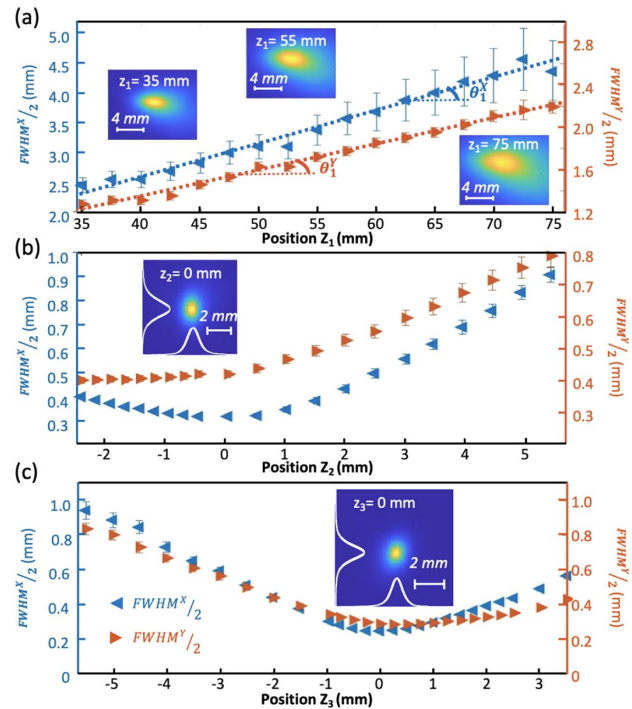 (a)
5.0
4.5
4.0
3.5
3.0
2.5
2.0
FWHM^X/2 (mm)
z₁= 35 mm
4 mm
z₁= 55 mm
4 mm
θ₁^X
θ₁^Y
z₁= 75 mm
4 mm
2.8
2.4
2.0
1.6
1.2
FWHM^Y/2 (mm)
35 40 45 50 55 60 65 70 75
Position Z₁ (mm)
(b)
1.0
0.9
0.8
0.7
0.6
0.5
0.4
0.3
FWHM^X/2 (mm)
z₂= 0 mm
2 mm
0.8
0.7
0.6
0.5
0.4
0.3
FWHM^Y/2 (mm)
-2 -1 0 1 2 3 4 5
Position Z₂ (mm)
(c)
1.0
0.8
0.6
0.4
0.2
0
FWHM^X/2 (mm)
z₃= 0 mm
2 mm
FWHM^X/2
FWHM^Y/2
1.0
0.8
0.6
0.4
0.2
0
FWHM^Y/2 (mm)
-5 -4 -3 -2 -1 0 1 2 3
Position Z₃ (mm)